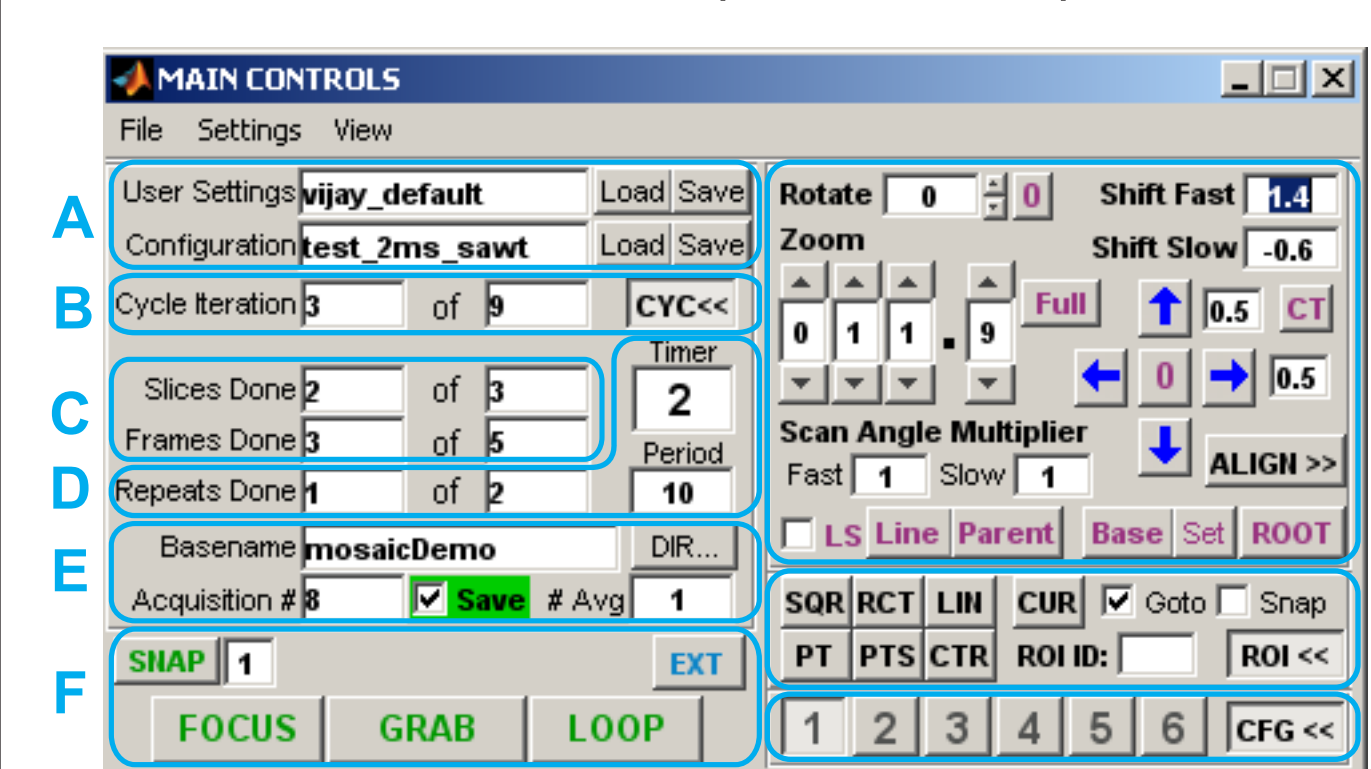 MAIN CONTROLS
File Settings View
A
User Settings vijay_default Load Save
Configuration test_2ms_sawt Load Save
B
Cycle Iteration 3 of 9 CYC<<
C
Slices Done 2 of 3
Frames Done 3 of 5
Timer
2
Period
10
D
Repeats Done 1 of 2
E
Basename mosaicDemo DIR...
Acquisition # 8 Save # Avg 1
F
SNAP 1 EXT
FOCUS GRAB LOOP
Rotate 0 0 Shift Fast 1.4
Zoom Shift Slow -0.6
0 1 1 . 9 Full 0.5 CT
0 0.5
Scan Angle Multiplier
Fast 1 Slow 1 ALIGN >>
LS Line Parent Base Set ROOT
SQR RCT LIN CUR Goto Snap
PT PTS CTR ROI ID: ROI <<
1 2 3 4 5 6 CFG <<